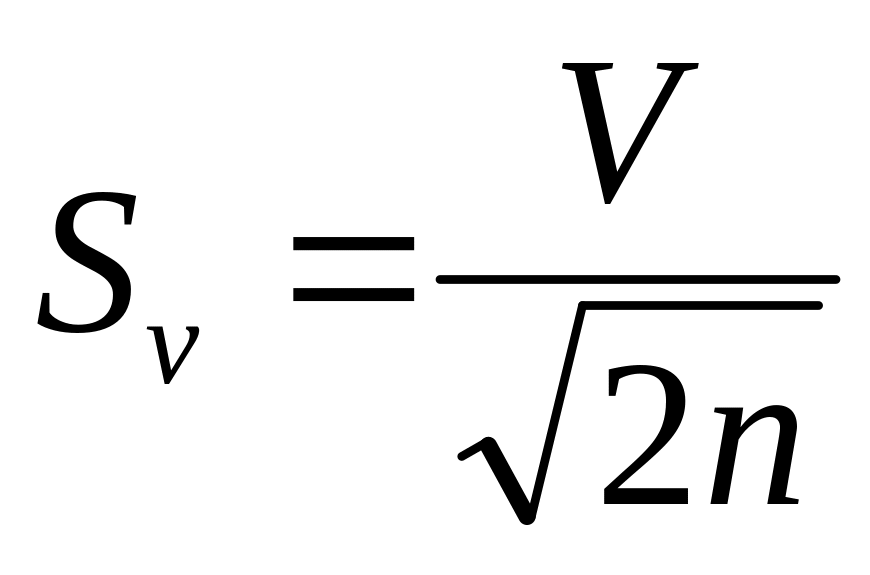 S_v = V / √2n